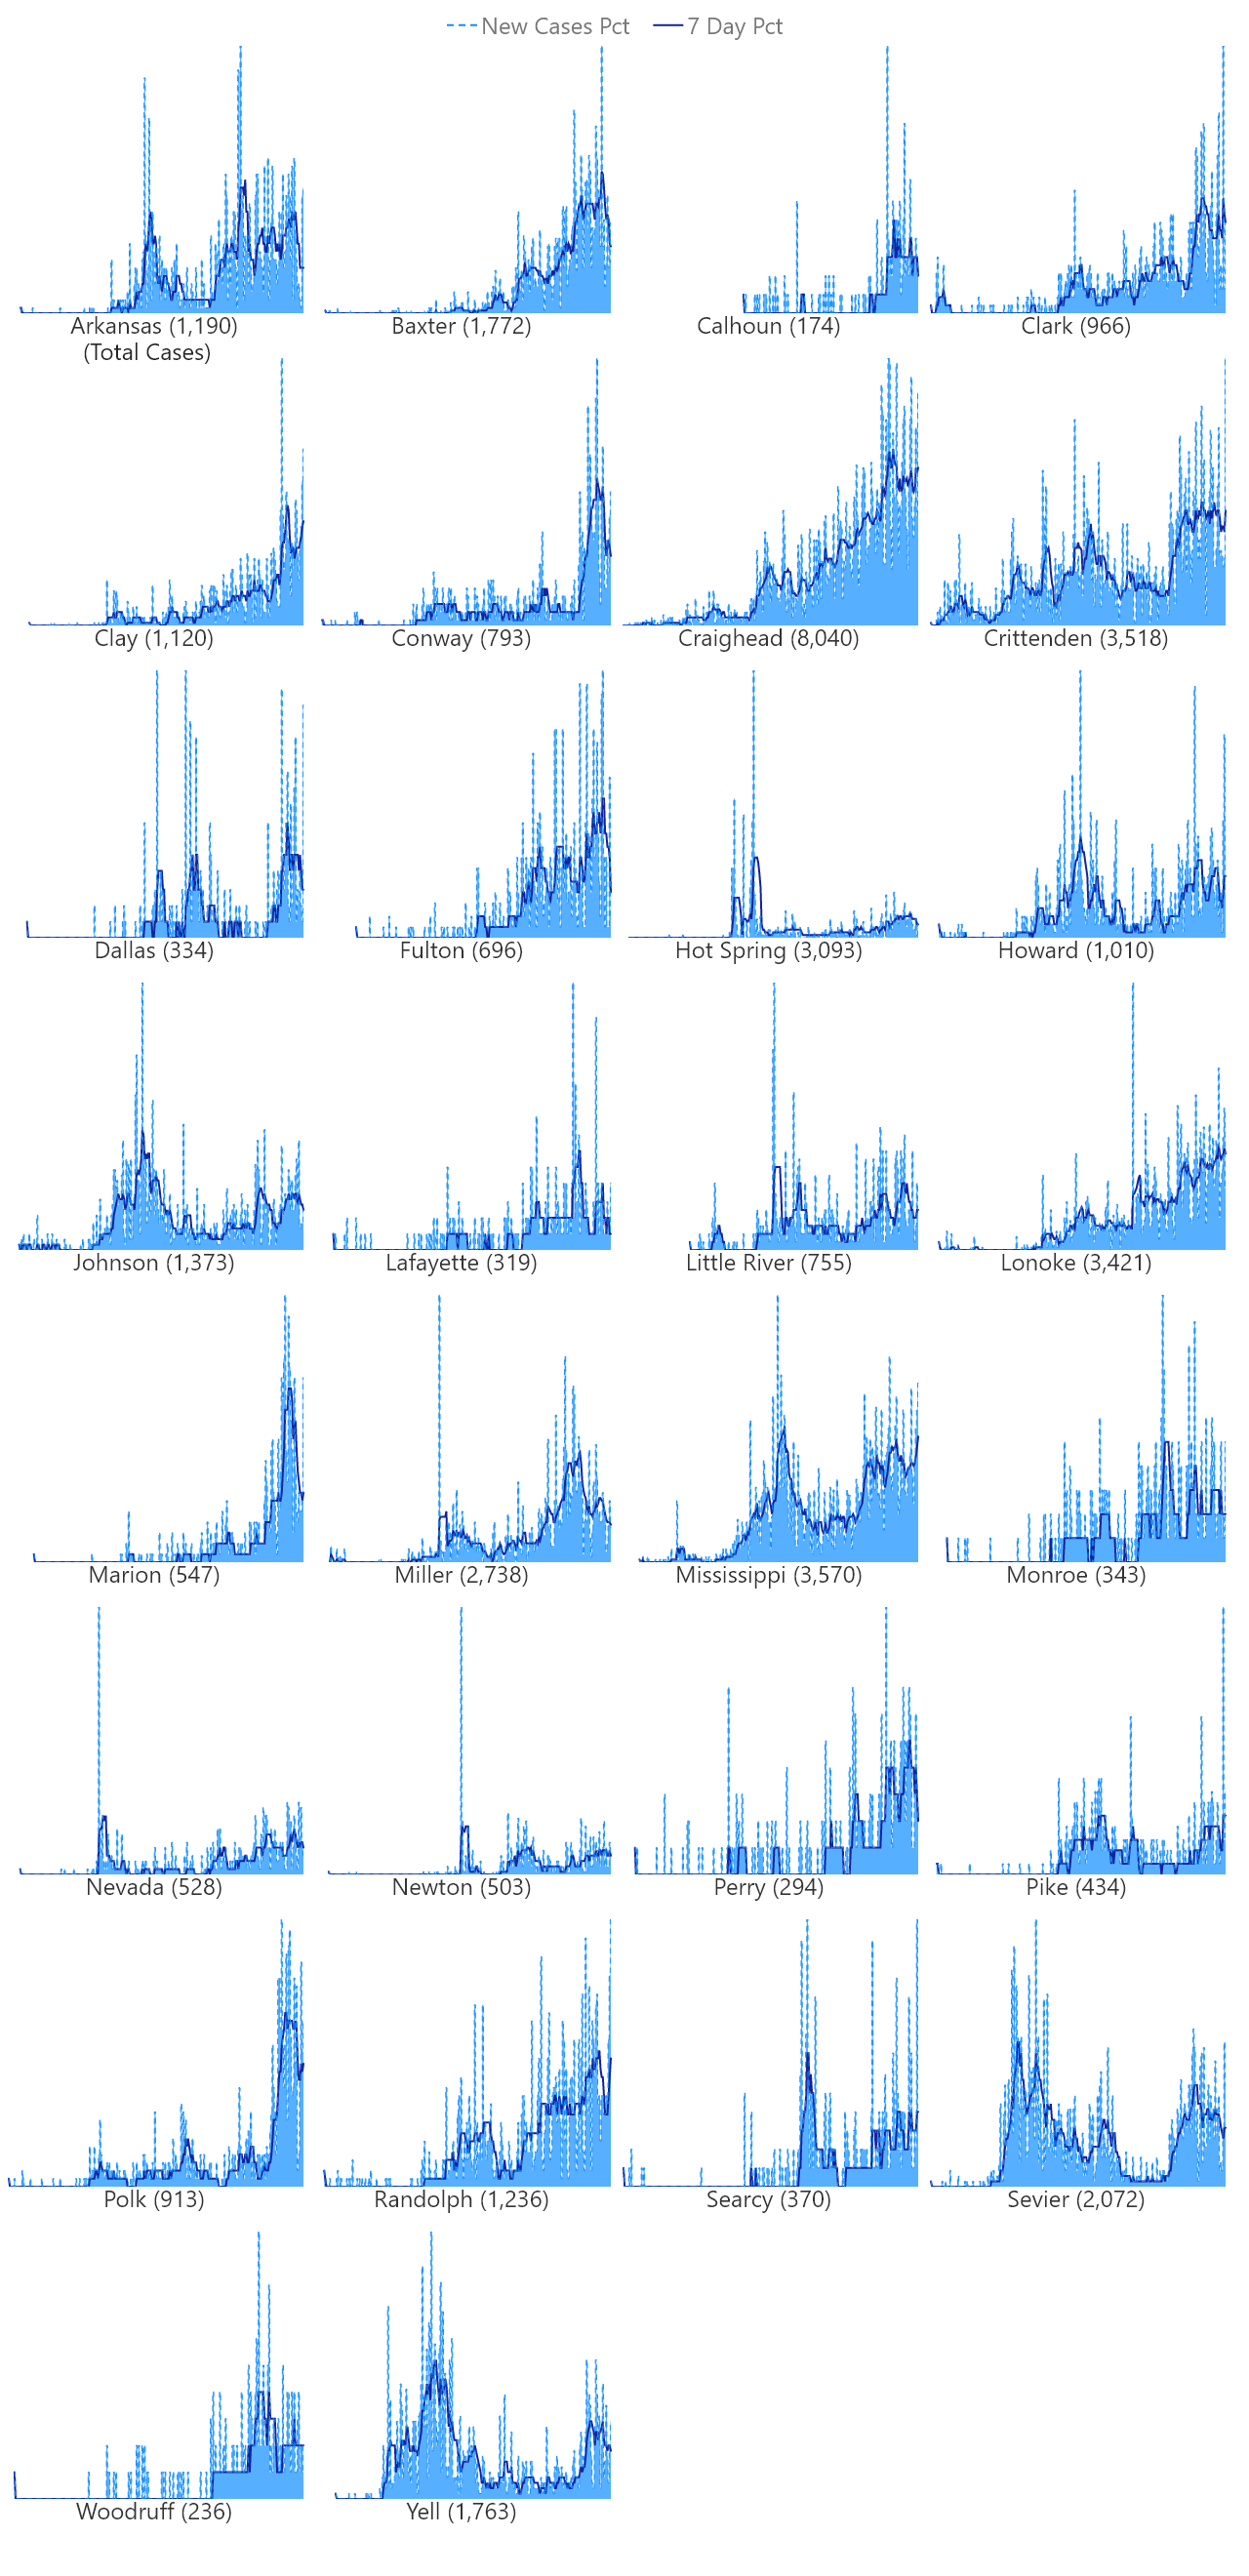 New Cases Pct 7 Day Pct
Arkansas (1,190) Baxter (1,772) Calhoun (174) Clark (966)
(Total Cases)
Clay (1,120) Conway (793) Craighead (8,040) Crittenden (3,518)
Dallas (334) Fulton (696) Hot Spring (3,093) Howard (1,010)
Johnson (1,373) Lafayette (319) Little River (755) Lonoke (3,421)
Marion (547) Miller (2,738) Mississippi (3,570) Monroe (343)
Nevada (528) Newton (503) Perry (294) Pike (434)
Polk (913) Randolph (1,236) Searcy (370) Sevier (2,072)
Woodruff (236) Yell (1,763)